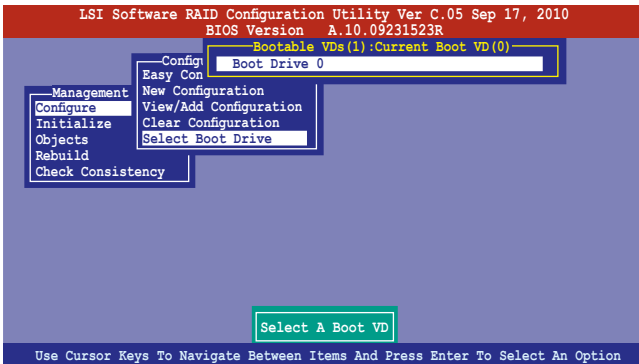 LSI Software RAID Configuration Utility Ver C.05 Sep 17, 2010
BIOS Version A.10.09231523R
Bootable VDs(1):Current Boot VD(0)
Boot Drive 0
Easy Con
New Configuration
View/Add Configuration
Clear Configuration
Select Boot Drive
Management
Configure
Initialize
Objects
Rebuild
Check Consistency
Select A Boot VD
Use Cursor Keys To Navigate Between Items And Press Enter To Select An Option